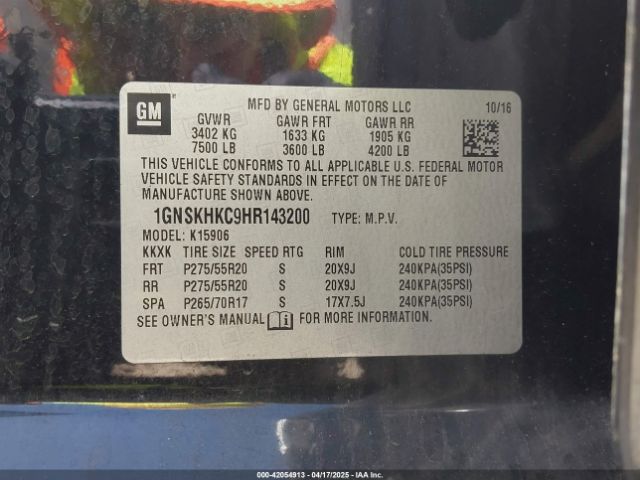 GM
MFD BY GENERAL MOTORS LLC 10/16
GVWR GAWR FRT GAWR RR
3402 KG 1633 KG 1905 KG
7500 LB 3600 LB 4200 LB
THIS VEHICLE CONFORMS TO ALL APPLICABLE U.S. FEDERAL MOTOR
VEHICLE SAFETY STANDARDS IN EFFECT ON THE DATE OF
MANUFACTURE SHOWN ABOVE.
1GNSKHKC9HR143200 TYPE: M.P.V.
MODEL: K15906
KKXK TIRE SIZE SPEED RTG RIM COLD TIRE PRESSURE
FRT P275/55R20 S 20X9J 240KPA(35PSI)
RR P275/55R20 S 20X9J 240KPA(35PSI)
SPA P265/70R17 S 17X7.5J 240KPA(35PSI)
SEE OWNER'S MANUAL i FOR MORE INFORMATION.
000-42054913 - 04/17/2025 - IAA Inc.